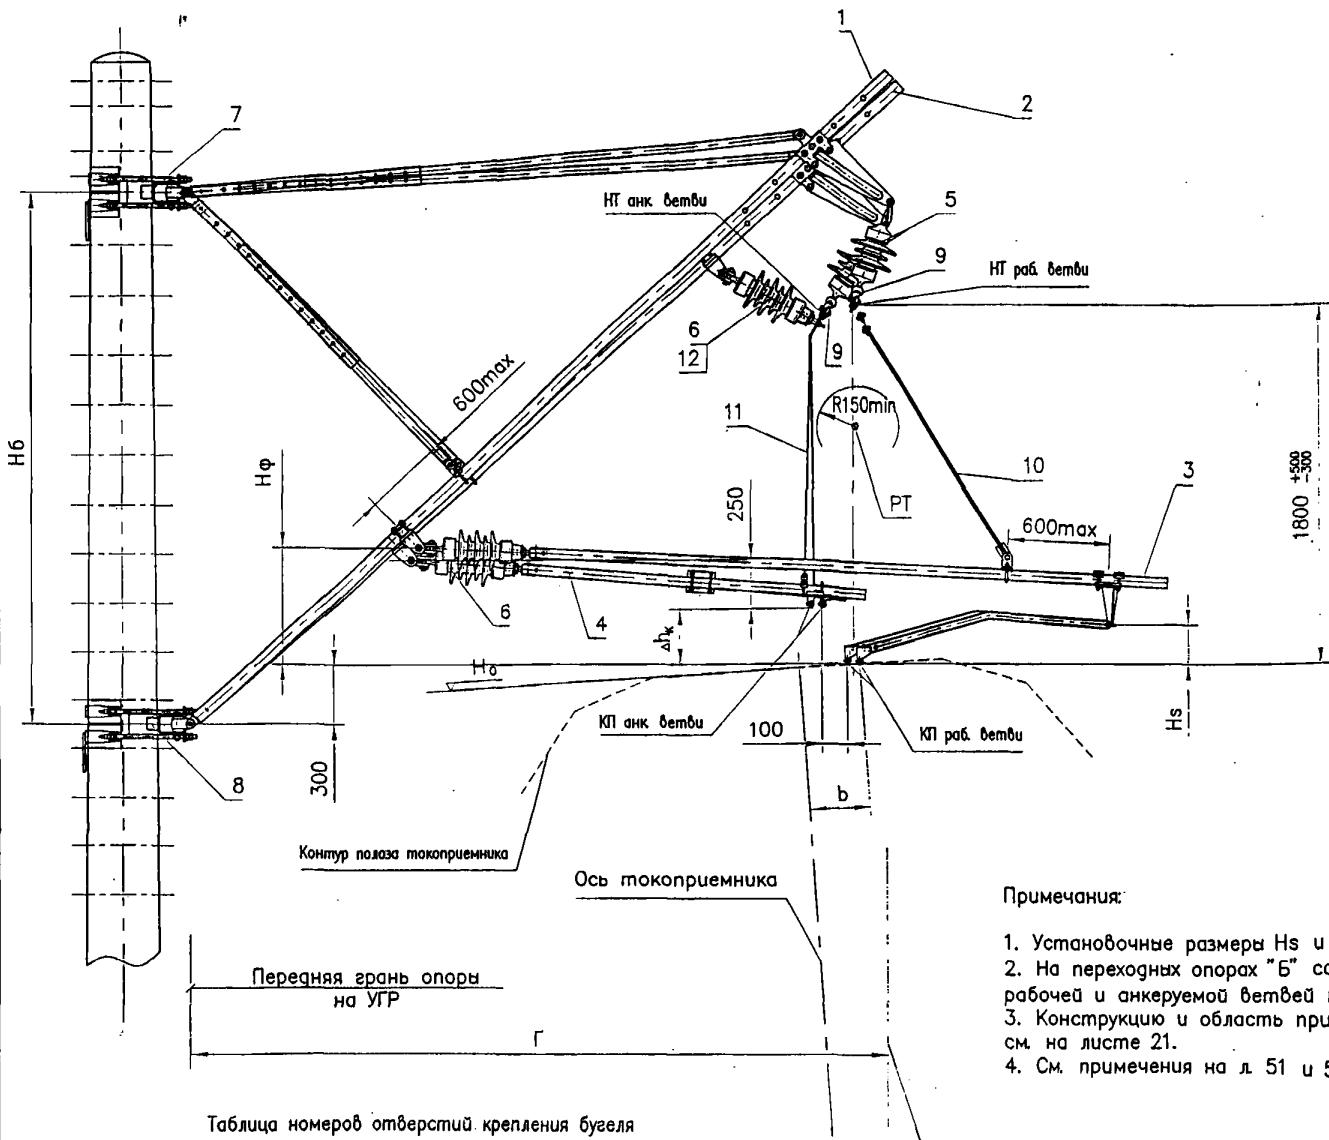 1
2
7
НТ анк. ветви
5
9
НТ раб. ветви
6
12
9
600max
R150min
Нб
Нф
11
250
10
РТ
600max
3
1800 +500 -300
6
4
Δhк
Но
Hs
КП анк. ветви
КП раб. ветви
100
8
300
b
Контур полоза токоприемника
Ось токоприемника
Передняя грань опоры
на УГР
Г
Примечания:
1. Установочные размеры Hs и
2. На переходных опорах "Б" со
рабочей и анкеруемой ветвей
3. Конструкцию и область при
см. на листе 21.
4. См. примечения на л. 51 и 5
Таблица номеров отверстий крепления бугеля